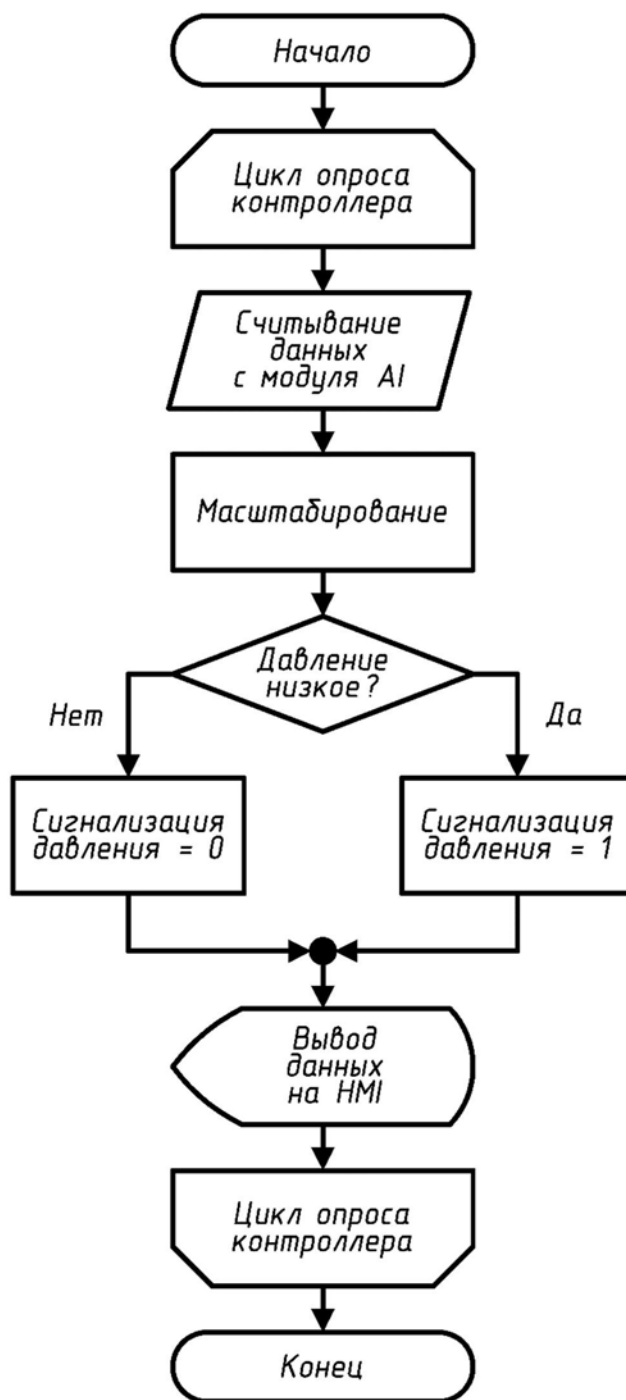 Начало
Цикл опроса
контроллера
Считывание
данных
с модуля AI
Масштабирование
Давление
низкое?
Нет
Да
Сигнализация
давления = 0
Сигнализация
давления = 1
Вывод
данных
на HMI
Цикл опроса
контроллера
Конец